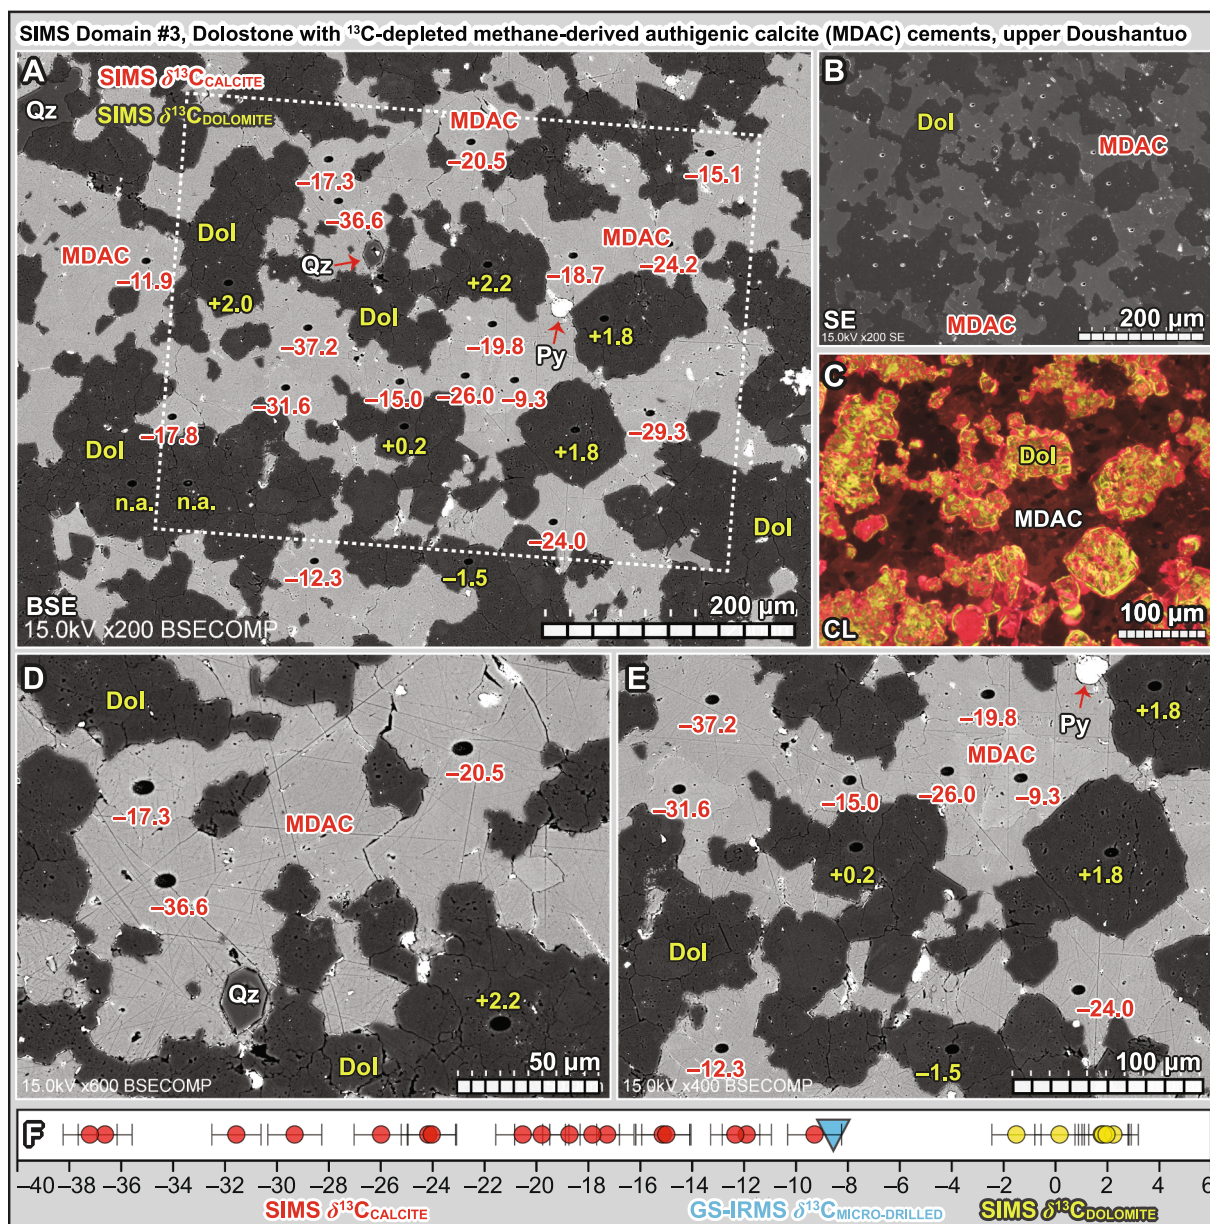 SIMS Domain #3, Dolostone with ¹³C-depleted methane-derived authigenic calcite (MDAC) cements, upper Doushantuo
A
SIMS δ¹³CCALCITE
Qz
SIMS δ¹³CDOLOMITE
MDAC
–20.5
–15.1
–17.3
–36.6
Dol
MDAC
MDAC
Qz
–11.9
+2.2
–18.7
–24.2
+2.0
Dol
+1.8
–37.2
–19.8
Py
–31.6
–15.0
–26.0
–9.3
–17.8
–29.3
Dol
+0.2
+1.8
n.a.
n.a.
Dol
–24.0
–12.3
–1.5
BSE
200 µm
15.0kV x200 BSECOMP
B
Dol
MDAC
SE
MDAC
200 µm
15.0kV x200 SE
C
Dol
MDAC
CL
100 µm
D
Dol
–20.5
–17.3
MDAC
–36.6
Qz
+2.2
Dol
50 µm
15.0kV x600 BSECOMP
E
+1.8
–37.2
–19.8
Py
MDAC
–31.6
–15.0
–26.0
–9.3
+0.2
+1.8
Dol
–24.0
–12.3
–1.5
100 µm
15.0kV x400 BSECOMP
F
–40 –38 –36 –34 –32 –30 –28 –26 –24 –22 –20 –18 –16 –14 –12 –10 –8 –6 –4 –2 0 2 4 6
SIMS δ¹³CCALCITE GS-IRMS δ¹³CMICRO-DRILLED SIMS δ¹³CDOLOMITE